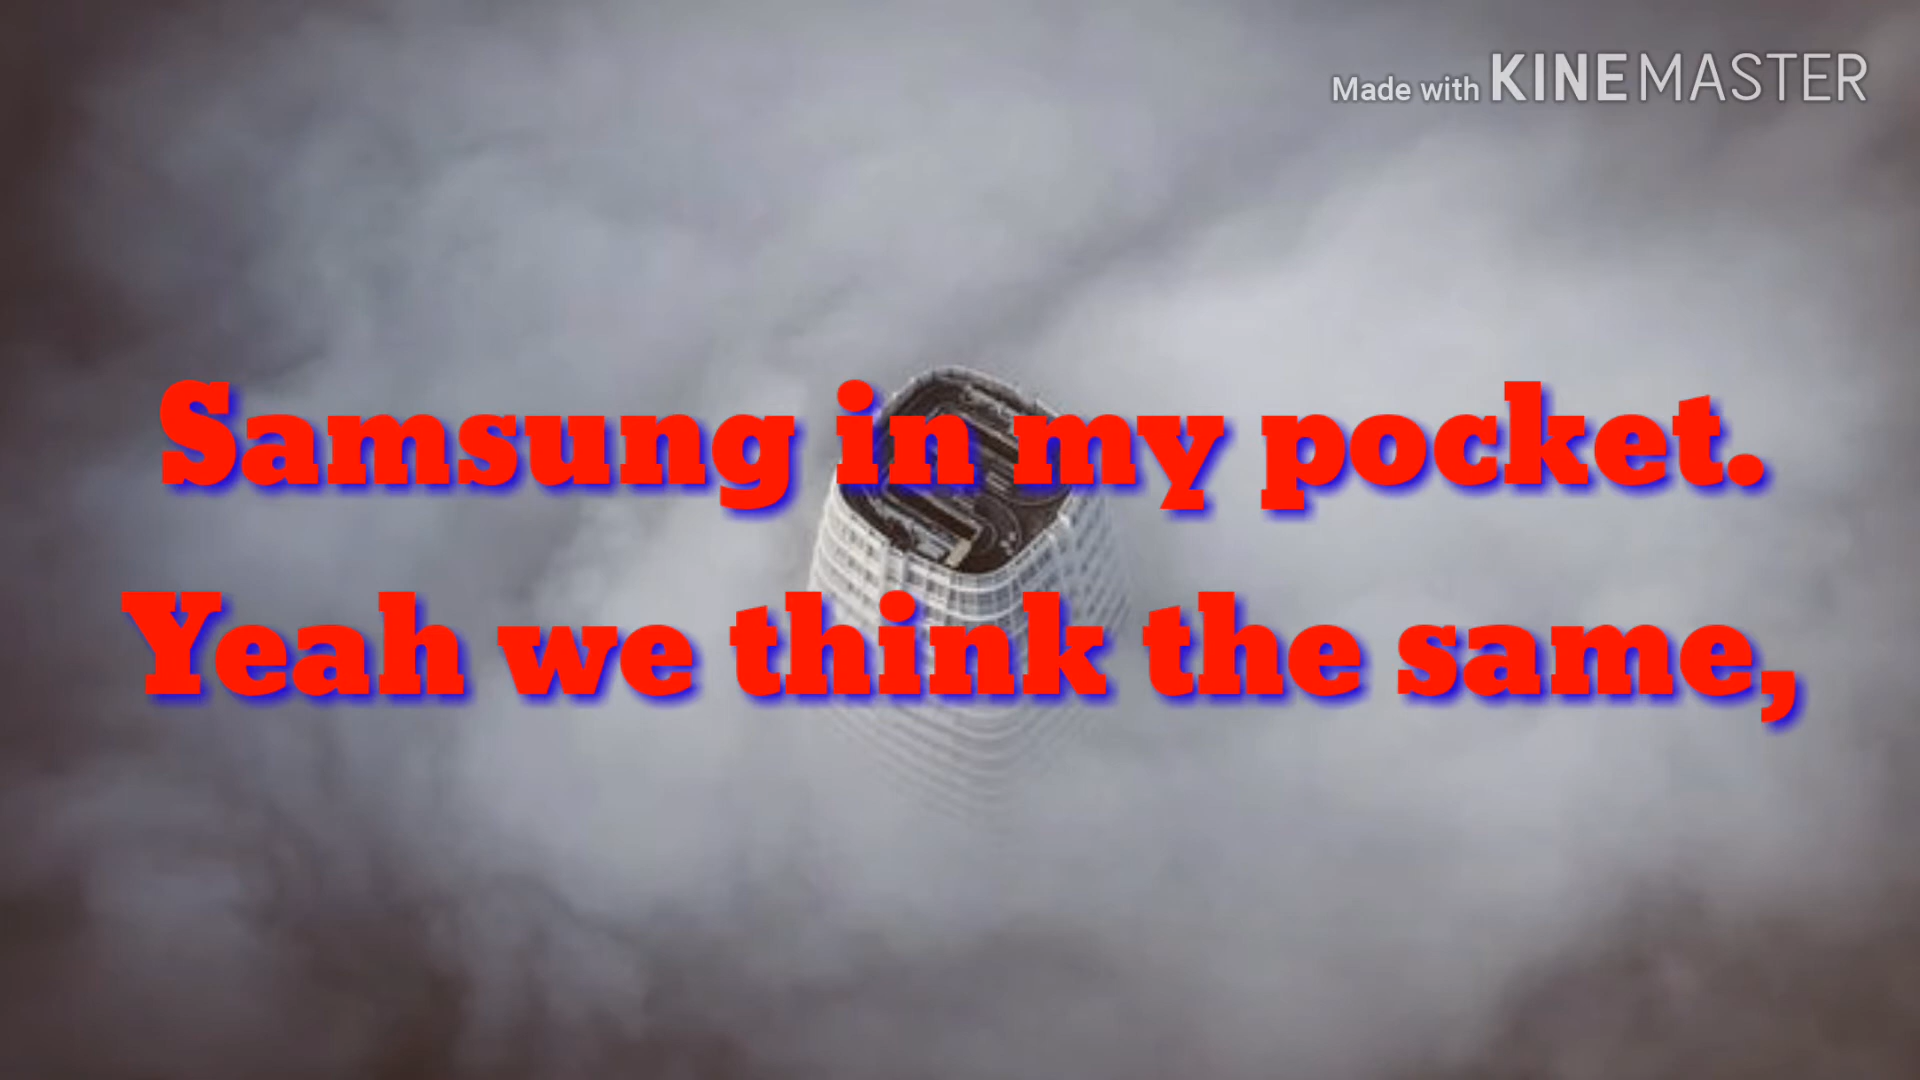 Made with KINEMASTER
Samsung in my pocket.
Yeah we think the same,